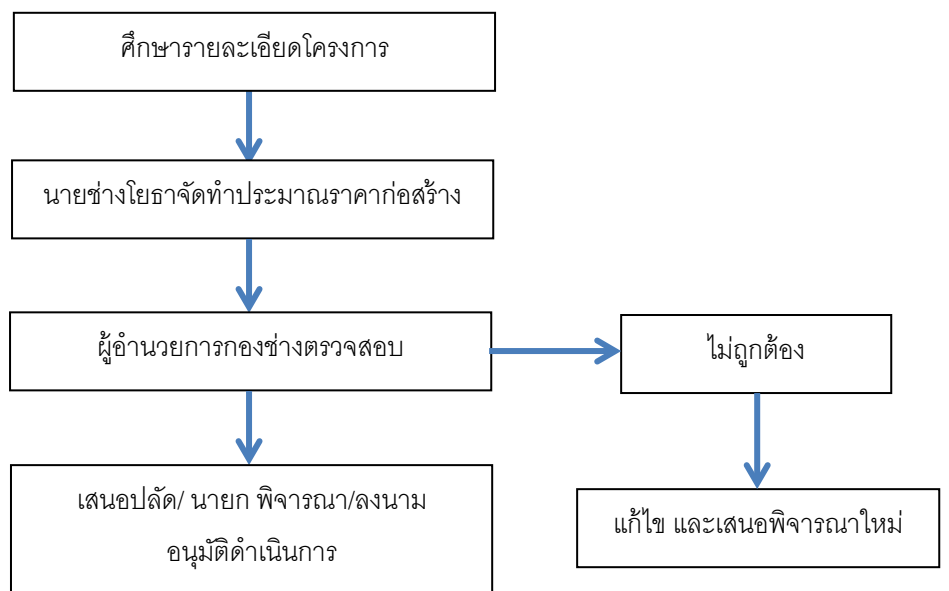 ศึกษารายละเอียดโครงการ
นายช่างโยธาจัดทำประมาณราคาก่อสร้าง
ผู้อำนวยการกองช่างตรวจสอบ
ไม่ถูกต้อง
เสนอปลัด/ นายก พิจารณา/ลงนาม
อนุมัติดำเนินการ
แก้ไข และเสนอพิจารณาใหม่